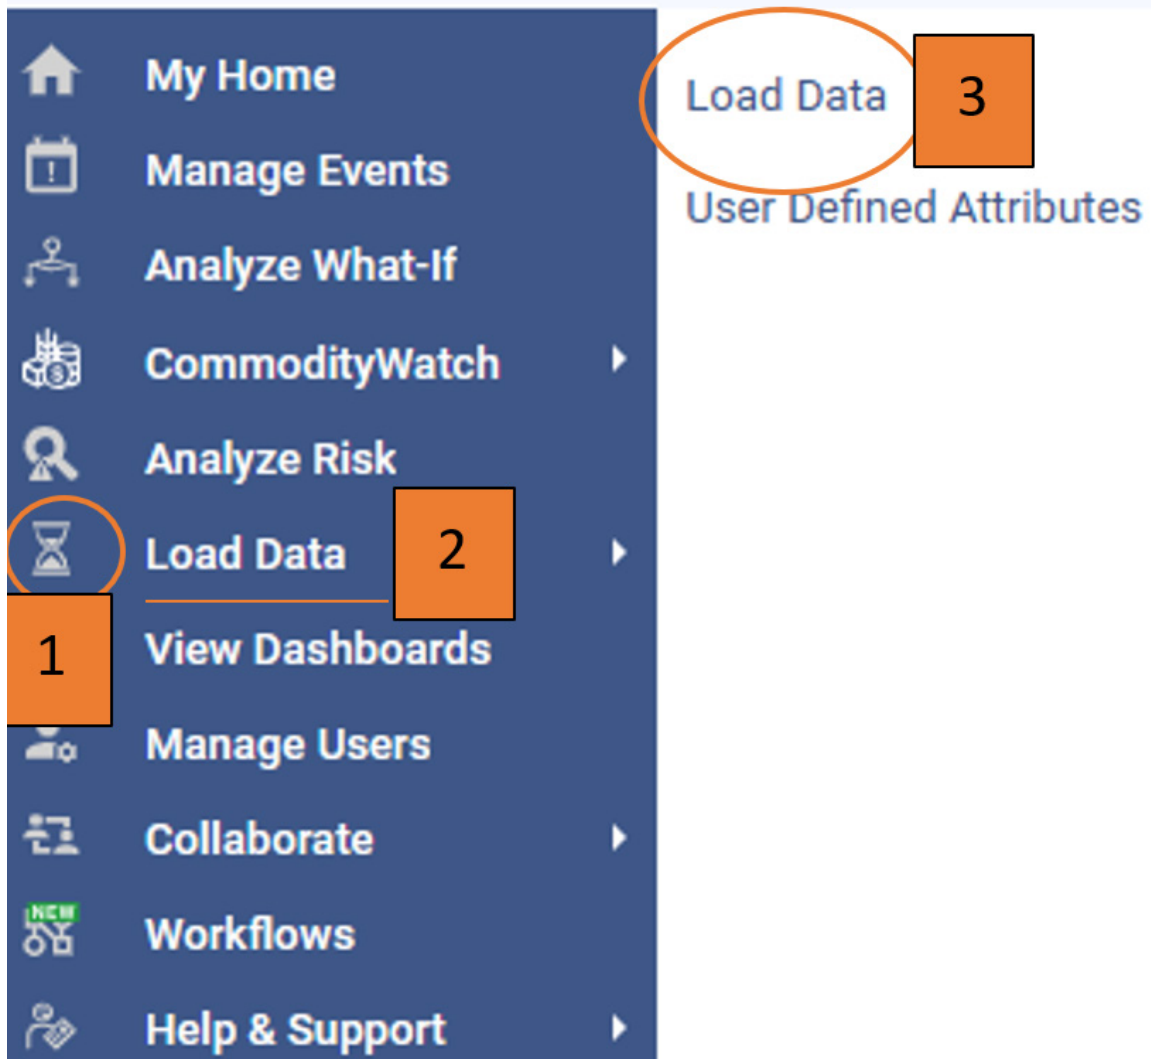 My Home
Manage Events
Analyze What-If
CommodityWatch
Analyze Risk
Load Data
2
1
View Dashboards
Manage Users
Collaborate
NEW
Workflows
Help & Support
Load Data
3
User Defined Attributes